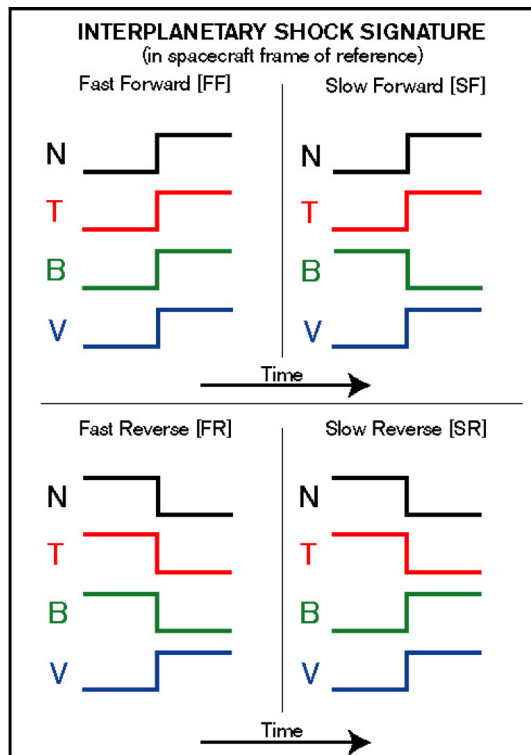 INTERPLANETARY SHOCK SIGNATURE
(in spacecraft frame of reference)
Fast Forward [FF]
N
T
B
V
Slow Forward [SF]
N
T
B
V
Time
Fast Reverse [FR]
N
T
B
V
Slow Reverse [SR]
N
T
B
V
Time